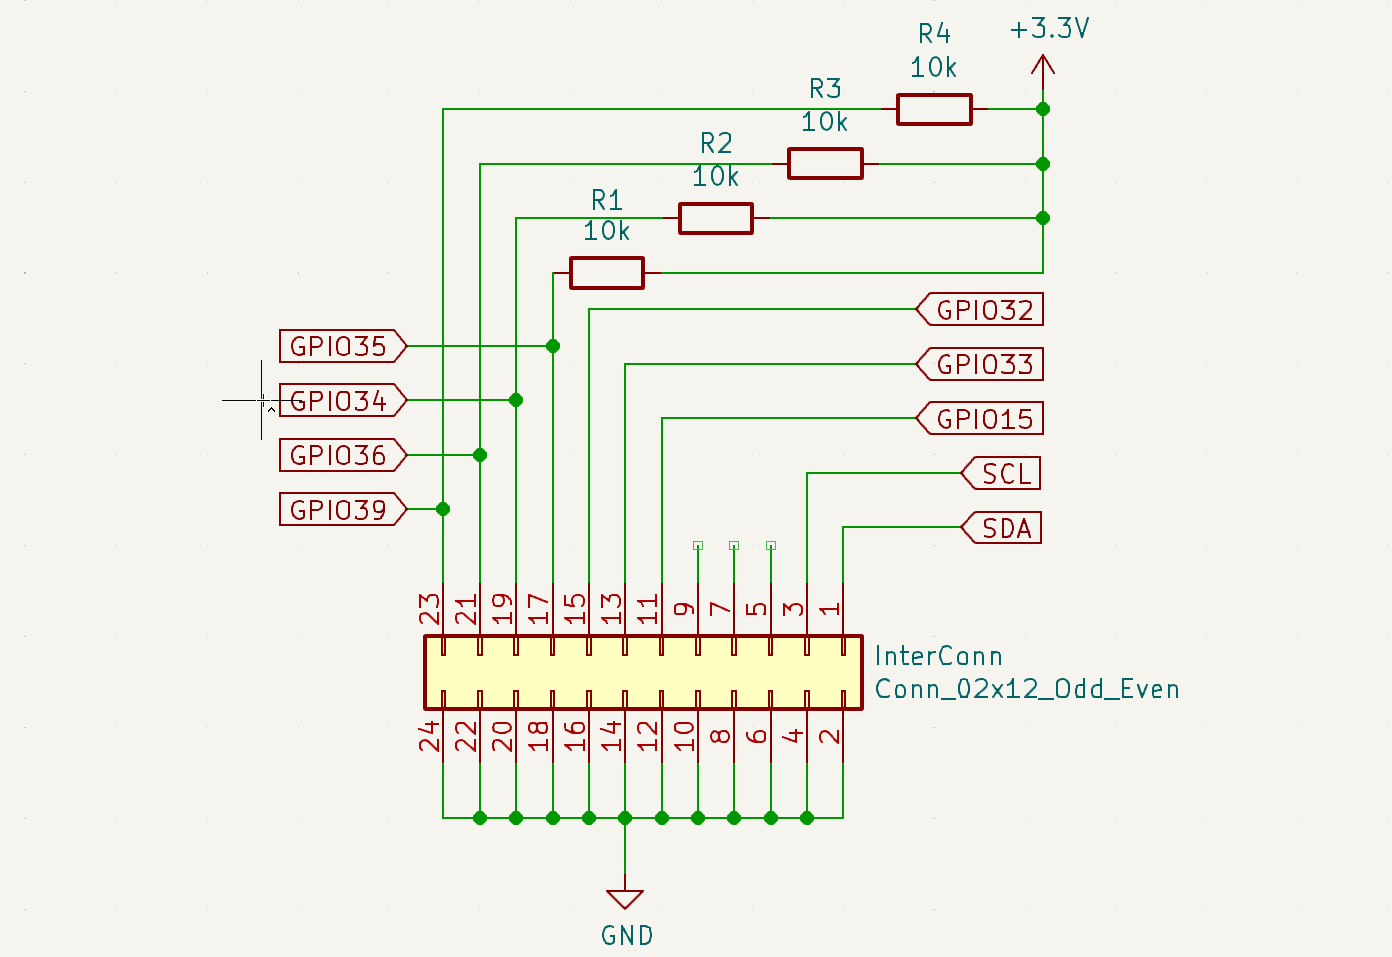 +3.3V
R4
10k
R3
10k
R2
10k
R1
10k
GPIO32
GPIO35
GPIO33
GPIO34
GPIO15
GPIO36
SCL
GPIO39
SDA
23 21 19 17 15 13 11 9 7 5 3 1
InterConn
Conn_02x12_Odd_Even
24 22 20 18 16 14 12 10 8 6 4 2
GND